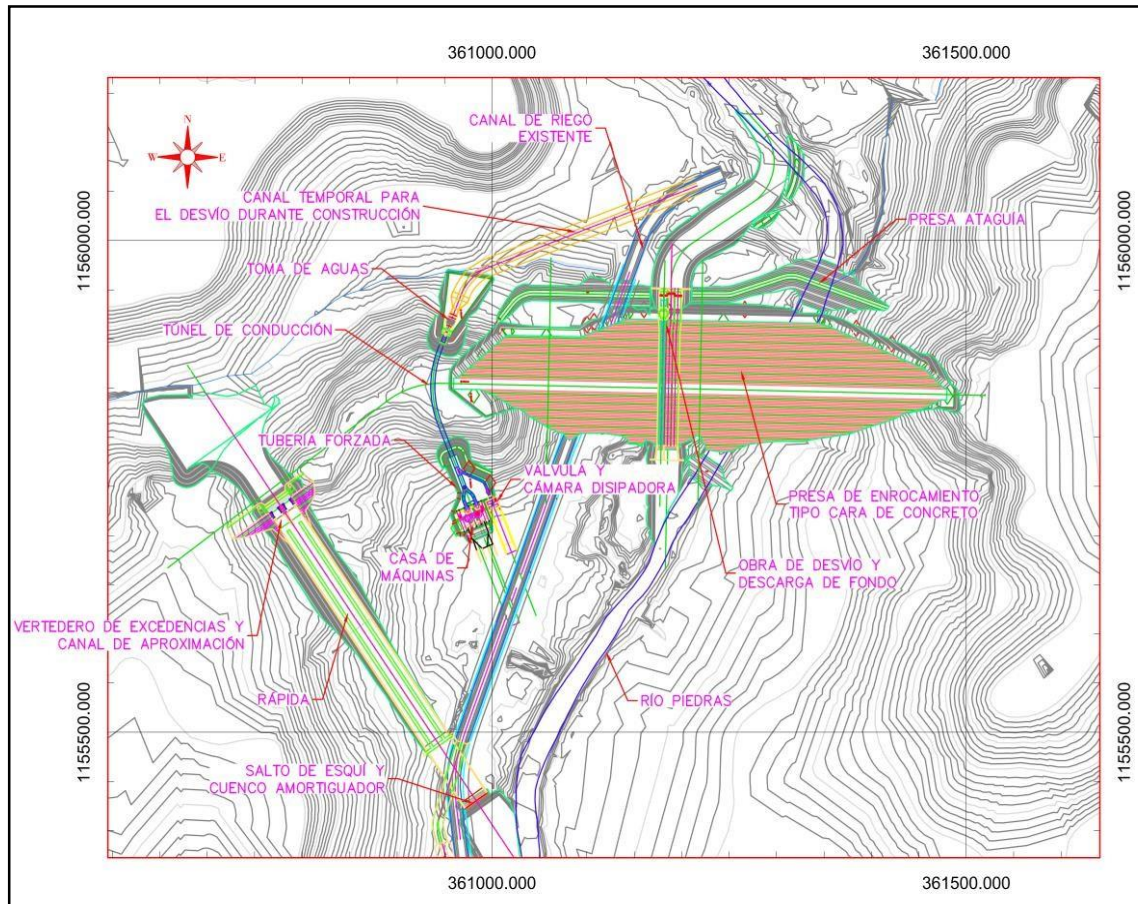 361000.000
361500.000
CANAL DE RIEGO
EXISTENTE
N
W
E
S
CANAL TEMPORAL PARA
EL DESVÍO DURANTE CONSTRUCCIÓN
1156000.000
1156000.000
PRESA ATAGUÍA
TOMA DE AGUAS
TÚNEL DE CONDUCCIÓN
TUBERÍA FORZADA
VALVULA Y
CÁMARA DISIPADORA
PRESA DE ENROCAMIENTO
TIPO CARA DE CONCRETO
CASA DE
MÁQUINAS
OBRA DE DESVÍO Y
DESCARGA DE FONDO
VERTEDERO DE EXCEDENCIAS Y
CANAL DE APROXIMACIÓN
RÁPIDA
RÍO PIEDRAS
1155500.000
1155500.000
SALTO DE ESQUÍ Y
CUENCO AMORTIGUADOR
361000.000
361500.000